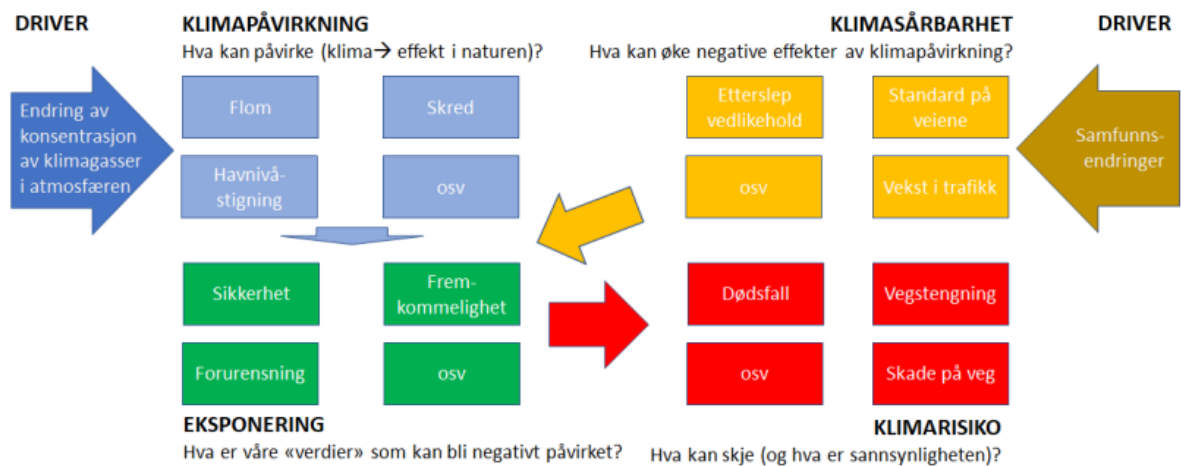 DRIVER
KLIMAPÅVIRKNING
Hva kan påvirke (klima→ effekt i naturen)?
KLIMASÅRBARHET
Hva kan øke negative effekter av klimapåvirkning?
DRIVER
Endring av
konsentrasjon
av klimagasser
i atmosfæren
Flom
Skred
Havnivå-
stigning
osv
Etterslep
vedlikehold
Standard på
veiene
osv
Vekst i trafikk
Samfunns-
endringer
Sikkerhet
Frem-
kommelighet
Forurensning
osv
EKSPONERING
Hva er våre «verdier» som kan bli negativt påvirket?
Dødsfall
Vegstengning
osv
Skade på veg
KLIMARISIKO
Hva kan skje (og hva er sannsynligheten)?